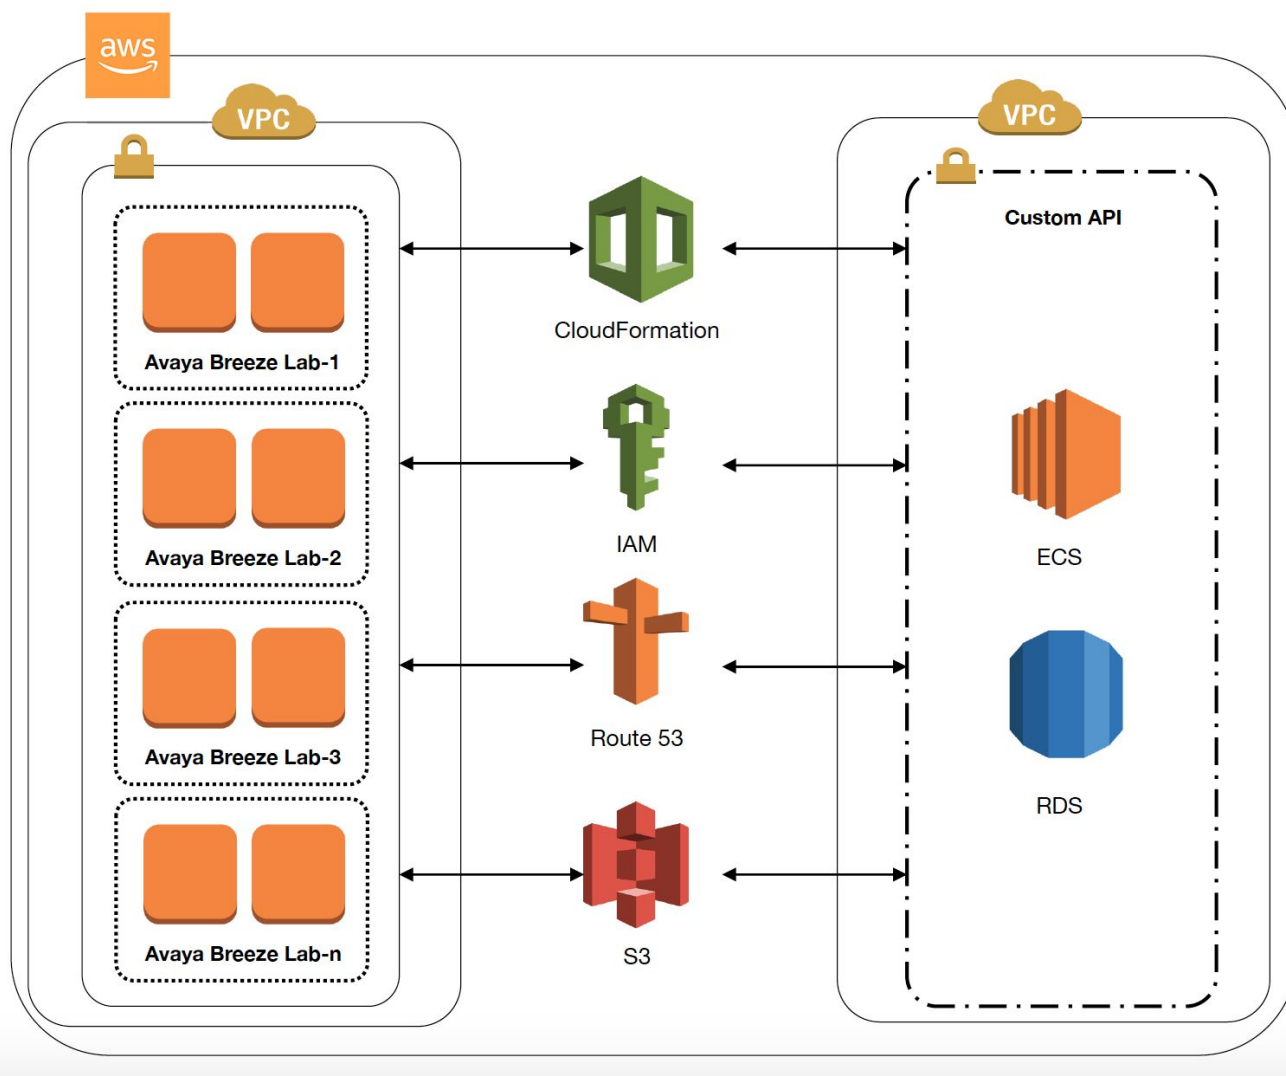 aws
VPC
VPC
Custom API
Avaya Breeze Lab-1
CloudFormation
Avaya Breeze Lab-2
IAM
ECS
Avaya Breeze Lab-3
Route 53
RDS
Avaya Breeze Lab-n
S3